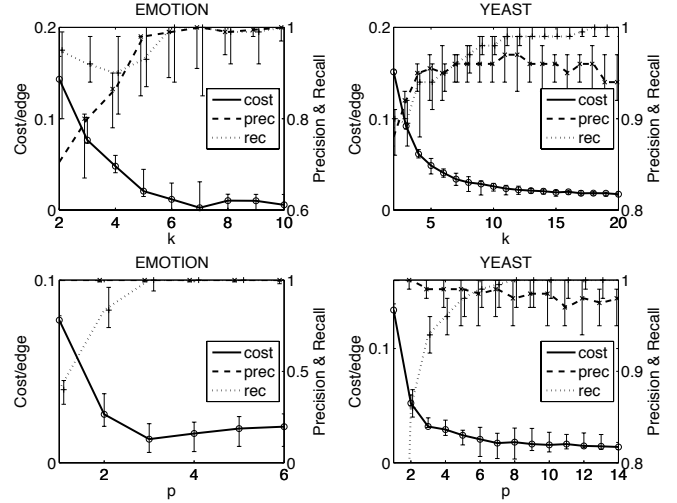 EMOTION
0.2
0.1
0
Cost/edge
1
0.8
0.6
Precision & Recall
cost
prec
rec
2 4 6 8 10
k
YEAST
0.2
0.1
0
Cost/edge
1
0.9
0.8
Precision & Recall
cost
prec
rec
5 10 15 20
k
EMOTION
0.1
0
Cost/edge
1
0.5
0
Precision & Recall
cost
prec
rec
2 4 6
p
YEAST
0.1
0
Cost/edge
1
0.9
0.8
Precision & Recall
cost
prec
rec
2 4 6 8 10 12 14
p